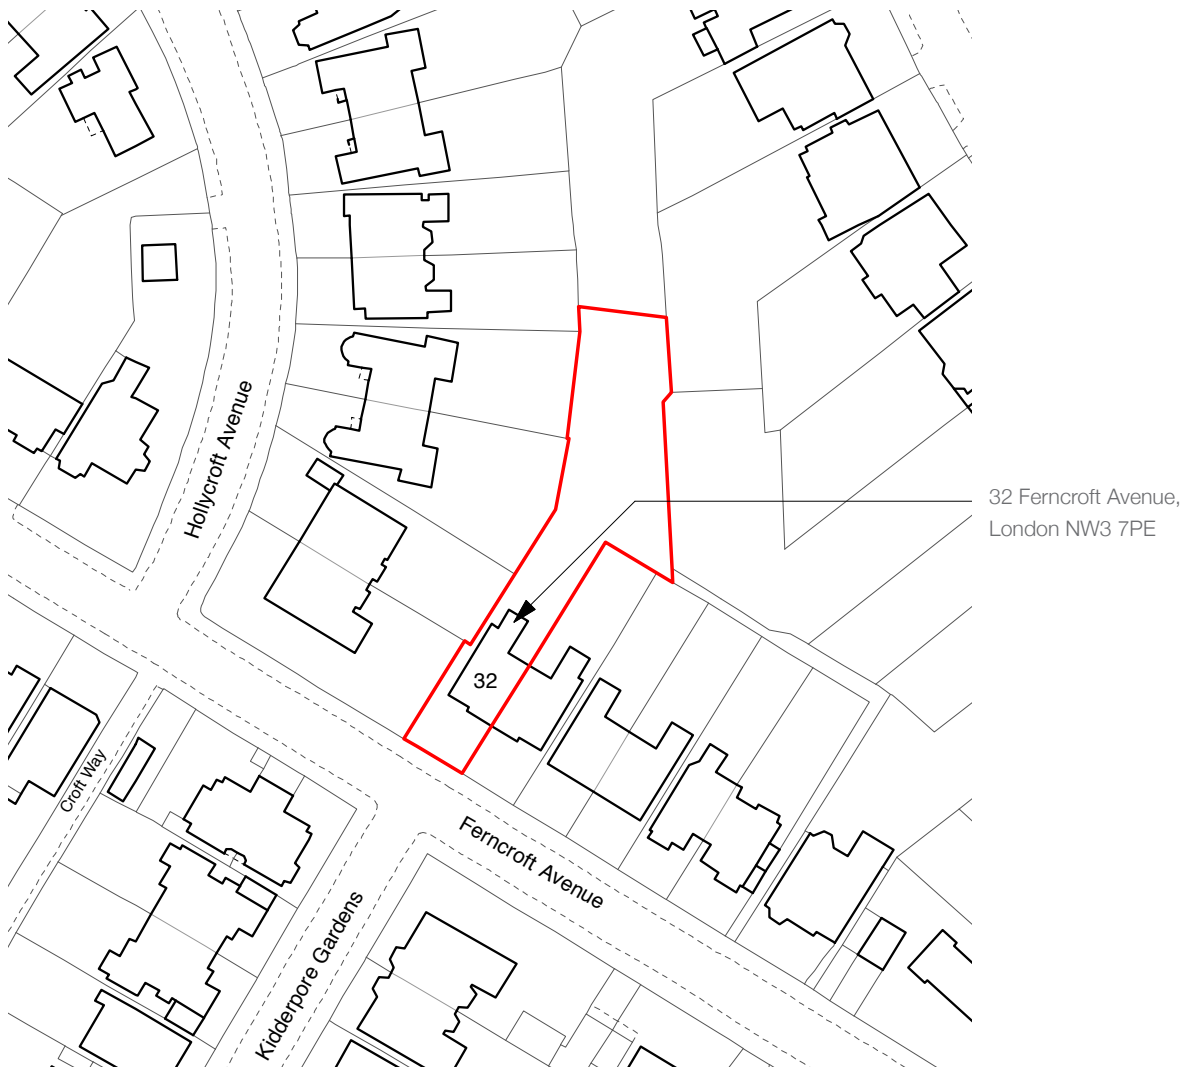 Hollycroft Avenue
32 Ferncroft Avenue,
London NW3 7PE
32
Croft Way
Ferncroft Avenue
Kidderpore Gardens